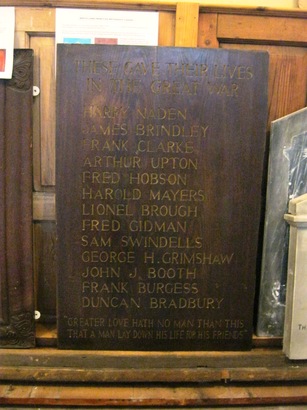 THESE GAVE THEIR LIVES
IN THE GREAT WAR
HARRY NADEN
JAMES BRINDLEY
FRANK CLARKE
ARTHUR UPTON
FRED HOBSON
HAROLD MAYERS
LIONEL BROUGH
FRED GIDMAN
SAM SWINDELLS
GEORGE H. GRIMSHAW
JOHN J. BOOTH
FRANK BURGESS
DUNCAN BRADBURY
"GREATER LOVE HATH NO MAN THAN THIS
THAT A MAN LAY DOWN HIS LIFE FOR HIS FRIENDS"